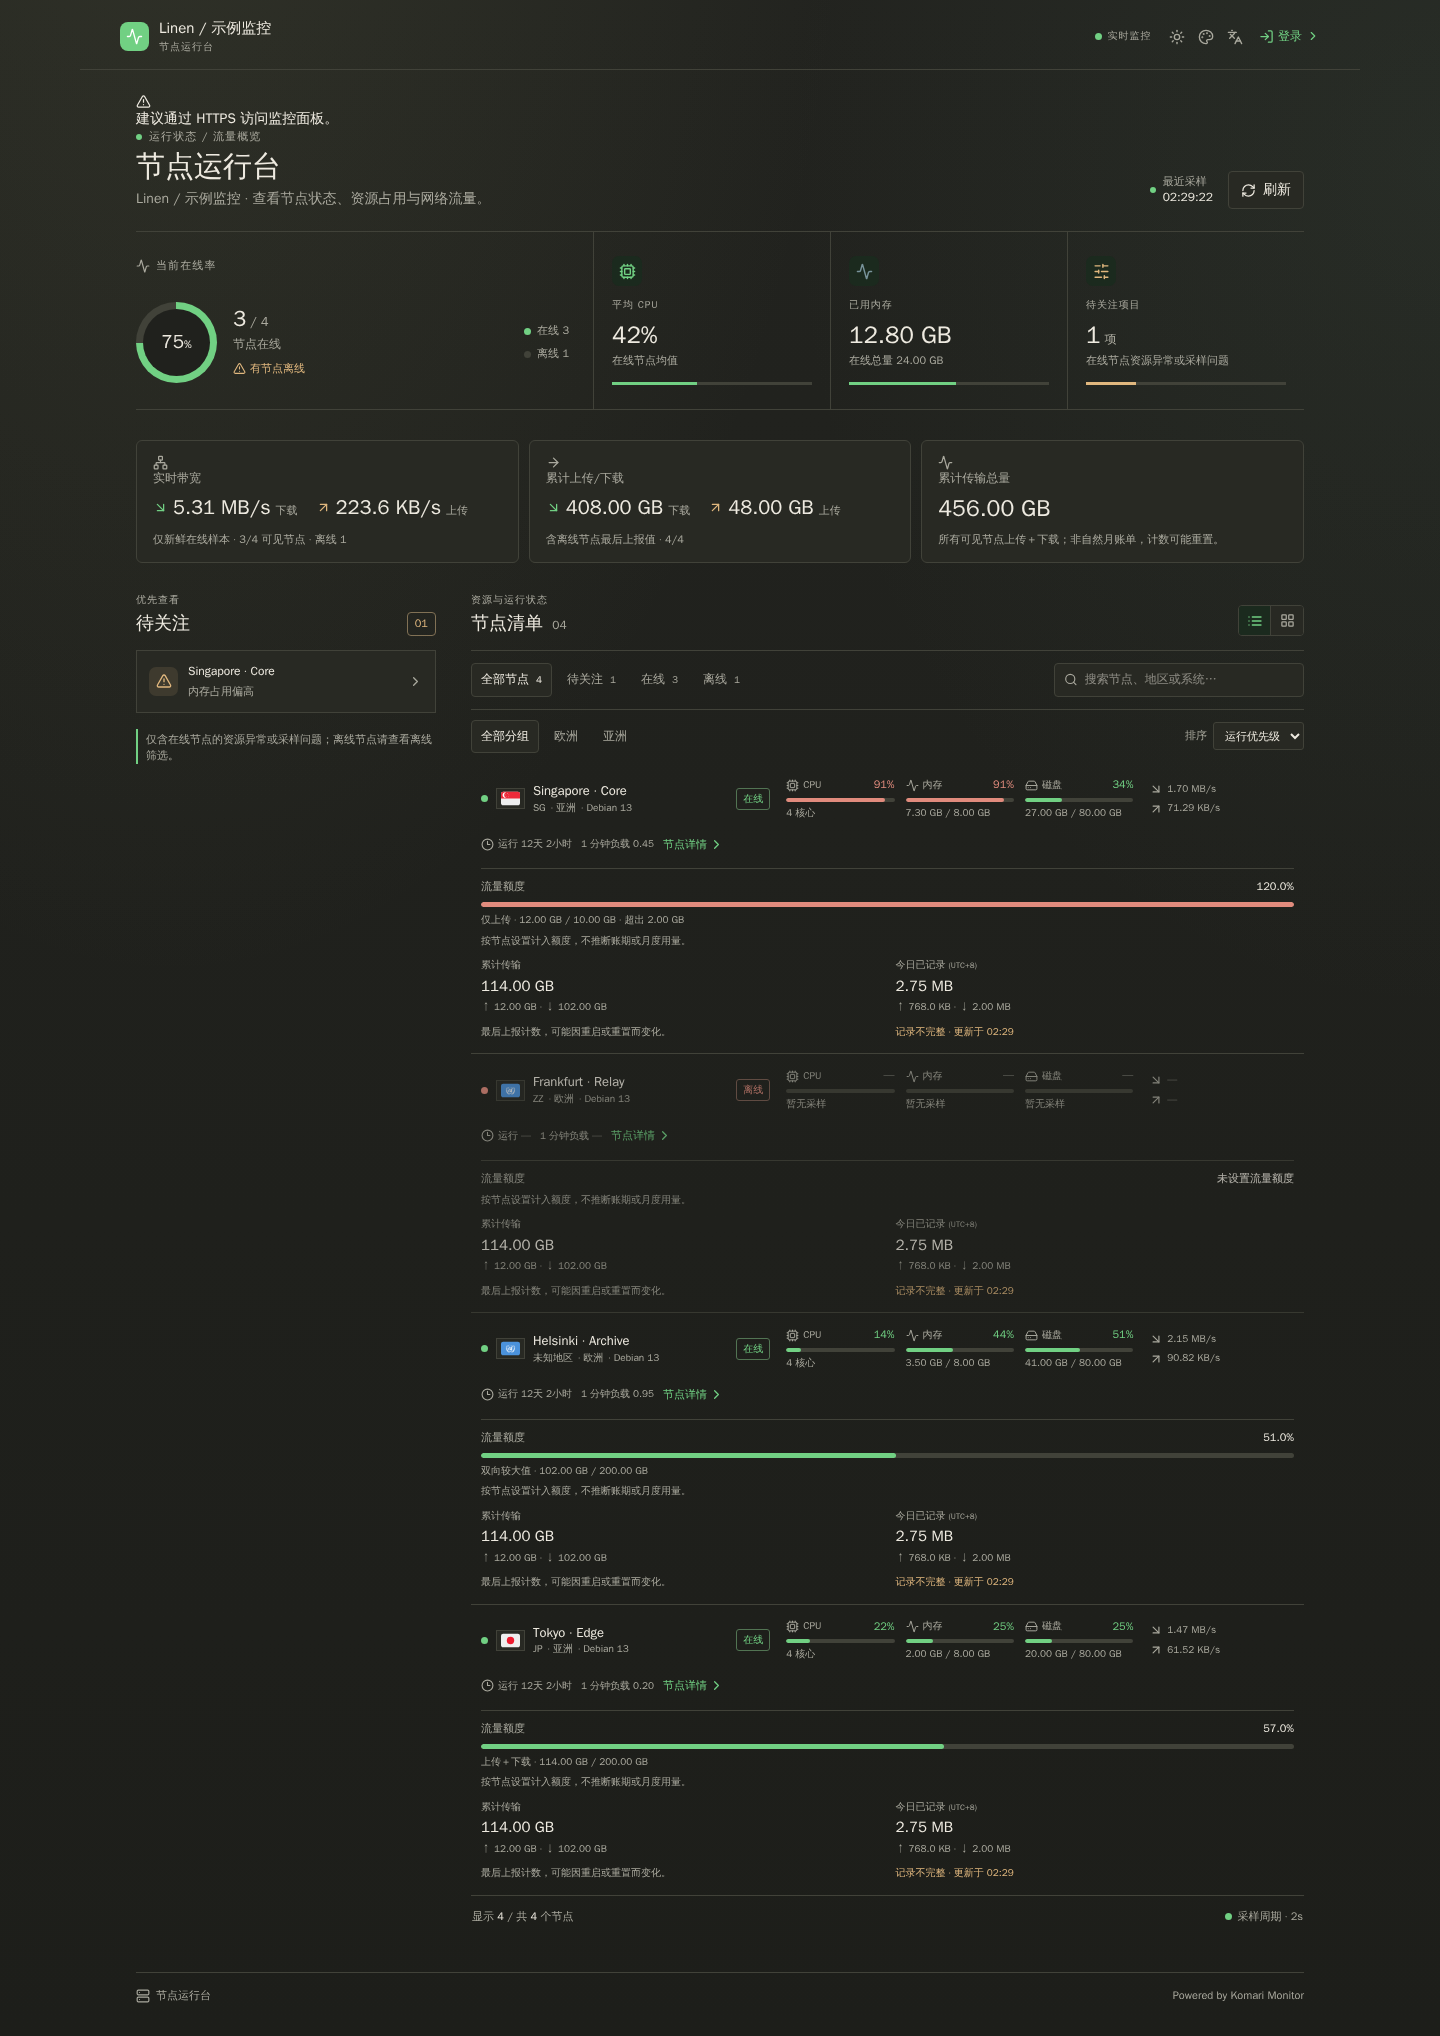 Linen / 示例监控
节点运行台
实时监控
登录
建议通过 HTTPS 访问监控面板。
运行状态 / 流量概览
节点运行台
Linen / 示例监控 · 查看节点状态、资源占用与网络流量。
最近采样
02:29:22
刷新
当前在线率
75%
3 / 4
节点在线
有节点离线
在线 3
离线 1
平均 CPU
42%
在线节点均值
已用内存
12.80 GB
在线总量 24.00 GB
待关注项目
1 项
在线节点资源异常或采样问题
实时带宽
5.31 MB/s 下载 223.6 KB/s 上传
仅新鲜在线样本 · 3/4 可见节点 · 离线 1
累计上传/下载
408.00 GB 下载 48.00 GB 上传
含离线节点最后上报值 · 4/4
累计传输总量
456.00 GB
所有可见节点上传＋下载；非自然月账单，计数可能重置。
优先查看
待关注
01
Singapore · Core
内存占用偏高
仅含在线节点的资源异常或采样问题；离线节点请查看离线
筛选。
资源与运行状态
节点清单 04
全部节点 4 待关注 1 在线 3 离线 1
搜索节点、地区或系统…
全部分组 欧洲 亚洲
排序 运行优先级
Singapore · Core
SG · 亚洲 · Debian 13
在线
CPU 91%
4 核心
内存 91%
7.30 GB / 8.00 GB
磁盘 34%
27.00 GB / 80.00 GB
1.70 MB/s
71.29 KB/s
运行 12天 2小时 1 分钟负载 0.45 节点详情
流量额度 120.0%
仅上传 · 12.00 GB / 10.00 GB · 超出 2.00 GB
按节点设置计入额度，不推断账期或月度用量。
累计传输
114.00 GB
↑ 12.00 GB · ↓ 102.00 GB
最后上报计数，可能因重启或重置而变化。
今日已记录 (UTC+8)
2.75 MB
↑ 768.0 KB · ↓ 2.00 MB
记录不完整 · 更新于 02:29
Frankfurt · Relay
ZZ · 欧洲 · Debian 13
离线
CPU —
暂无采样
内存 —
暂无采样
磁盘 —
暂无采样
—
—
运行 — 1 分钟负载 — 节点详情
流量额度 未设置流量额度
按节点设置计入额度，不推断账期或月度用量。
累计传输
114.00 GB
↑ 12.00 GB · ↓ 102.00 GB
最后上报计数，可能因重启或重置而变化。
今日已记录 (UTC+8)
2.75 MB
↑ 768.0 KB · ↓ 2.00 MB
记录不完整 · 更新于 02:29
Helsinki · Archive
未知地区 · 欧洲 · Debian 13
在线
CPU 14%
4 核心
内存 44%
3.50 GB / 8.00 GB
磁盘 51%
41.00 GB / 80.00 GB
2.15 MB/s
90.82 KB/s
运行 12天 2小时 1 分钟负载 0.95 节点详情
流量额度 51.0%
双向较大值 · 102.00 GB / 200.00 GB
按节点设置计入额度，不推断账期或月度用量。
累计传输
114.00 GB
↑ 12.00 GB · ↓ 102.00 GB
最后上报计数，可能因重启或重置而变化。
今日已记录 (UTC+8)
2.75 MB
↑ 768.0 KB · ↓ 2.00 MB
记录不完整 · 更新于 02:29
Tokyo · Edge
JP · 亚洲 · Debian 13
在线
CPU 22%
4 核心
内存 25%
2.00 GB / 8.00 GB
磁盘 25%
20.00 GB / 80.00 GB
1.47 MB/s
61.52 KB/s
运行 12天 2小时 1 分钟负载 0.20 节点详情
流量额度 57.0%
上传＋下载 · 114.00 GB / 200.00 GB
按节点设置计入额度，不推断账期或月度用量。
累计传输
114.00 GB
↑ 12.00 GB · ↓ 102.00 GB
最后上报计数，可能因重启或重置而变化。
今日已记录 (UTC+8)
2.75 MB
↑ 768.0 KB · ↓ 2.00 MB
记录不完整 · 更新于 02:29
显示 4 / 共 4 个节点
采样周期 · 2s
节点运行台
Powered by Komari Monitor